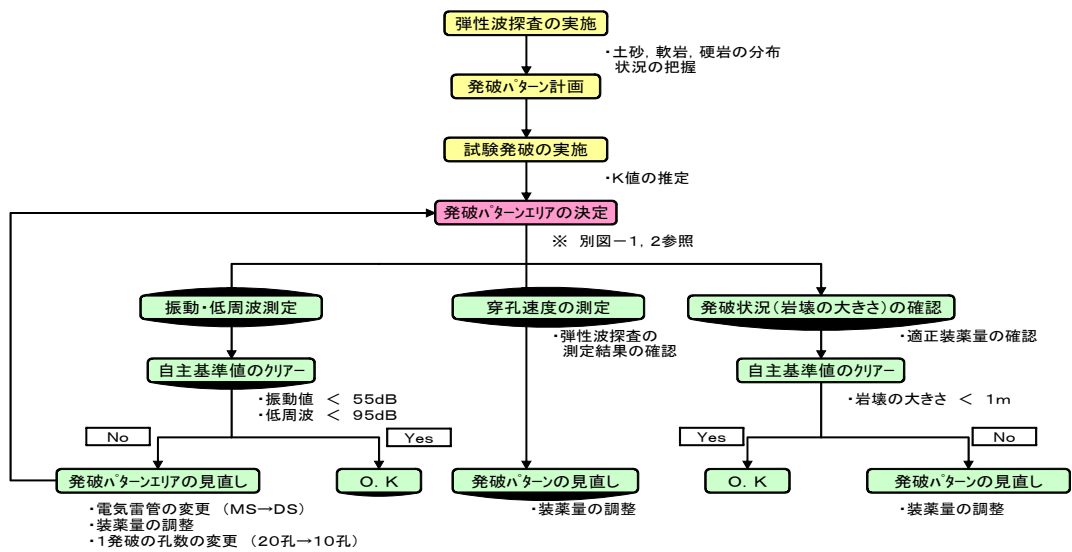 弾性波探査の実施
・土砂，軟岩，硬岩の分布
状況の把握
発破パターン計画
試験発破の実施
・K値の推定
発破パターンエリアの決定
※ 別図－1，2参照
振動・低周波測定
穿孔速度の測定
発破状況（岩壊の大きさ）の確認
・弾性波探査の
測定結果の確認
・適正装薬量の確認
自主基準値のクリアー
自主基準値のクリアー
・振動値 ＜ 55dB
・低周波 ＜ 95dB
・岩壊の大きさ ＜ 1m
No
Yes
Yes
No
発破パターンエリアの見直し
O．K
発破パターンの見直し
O．K
発破パターンの見直し
・電気雷管の変更 （MS→DS）
・装薬量の調整
・1発破の孔数の変更 （20孔→10孔）
・装薬量の調整
・装薬量の調整